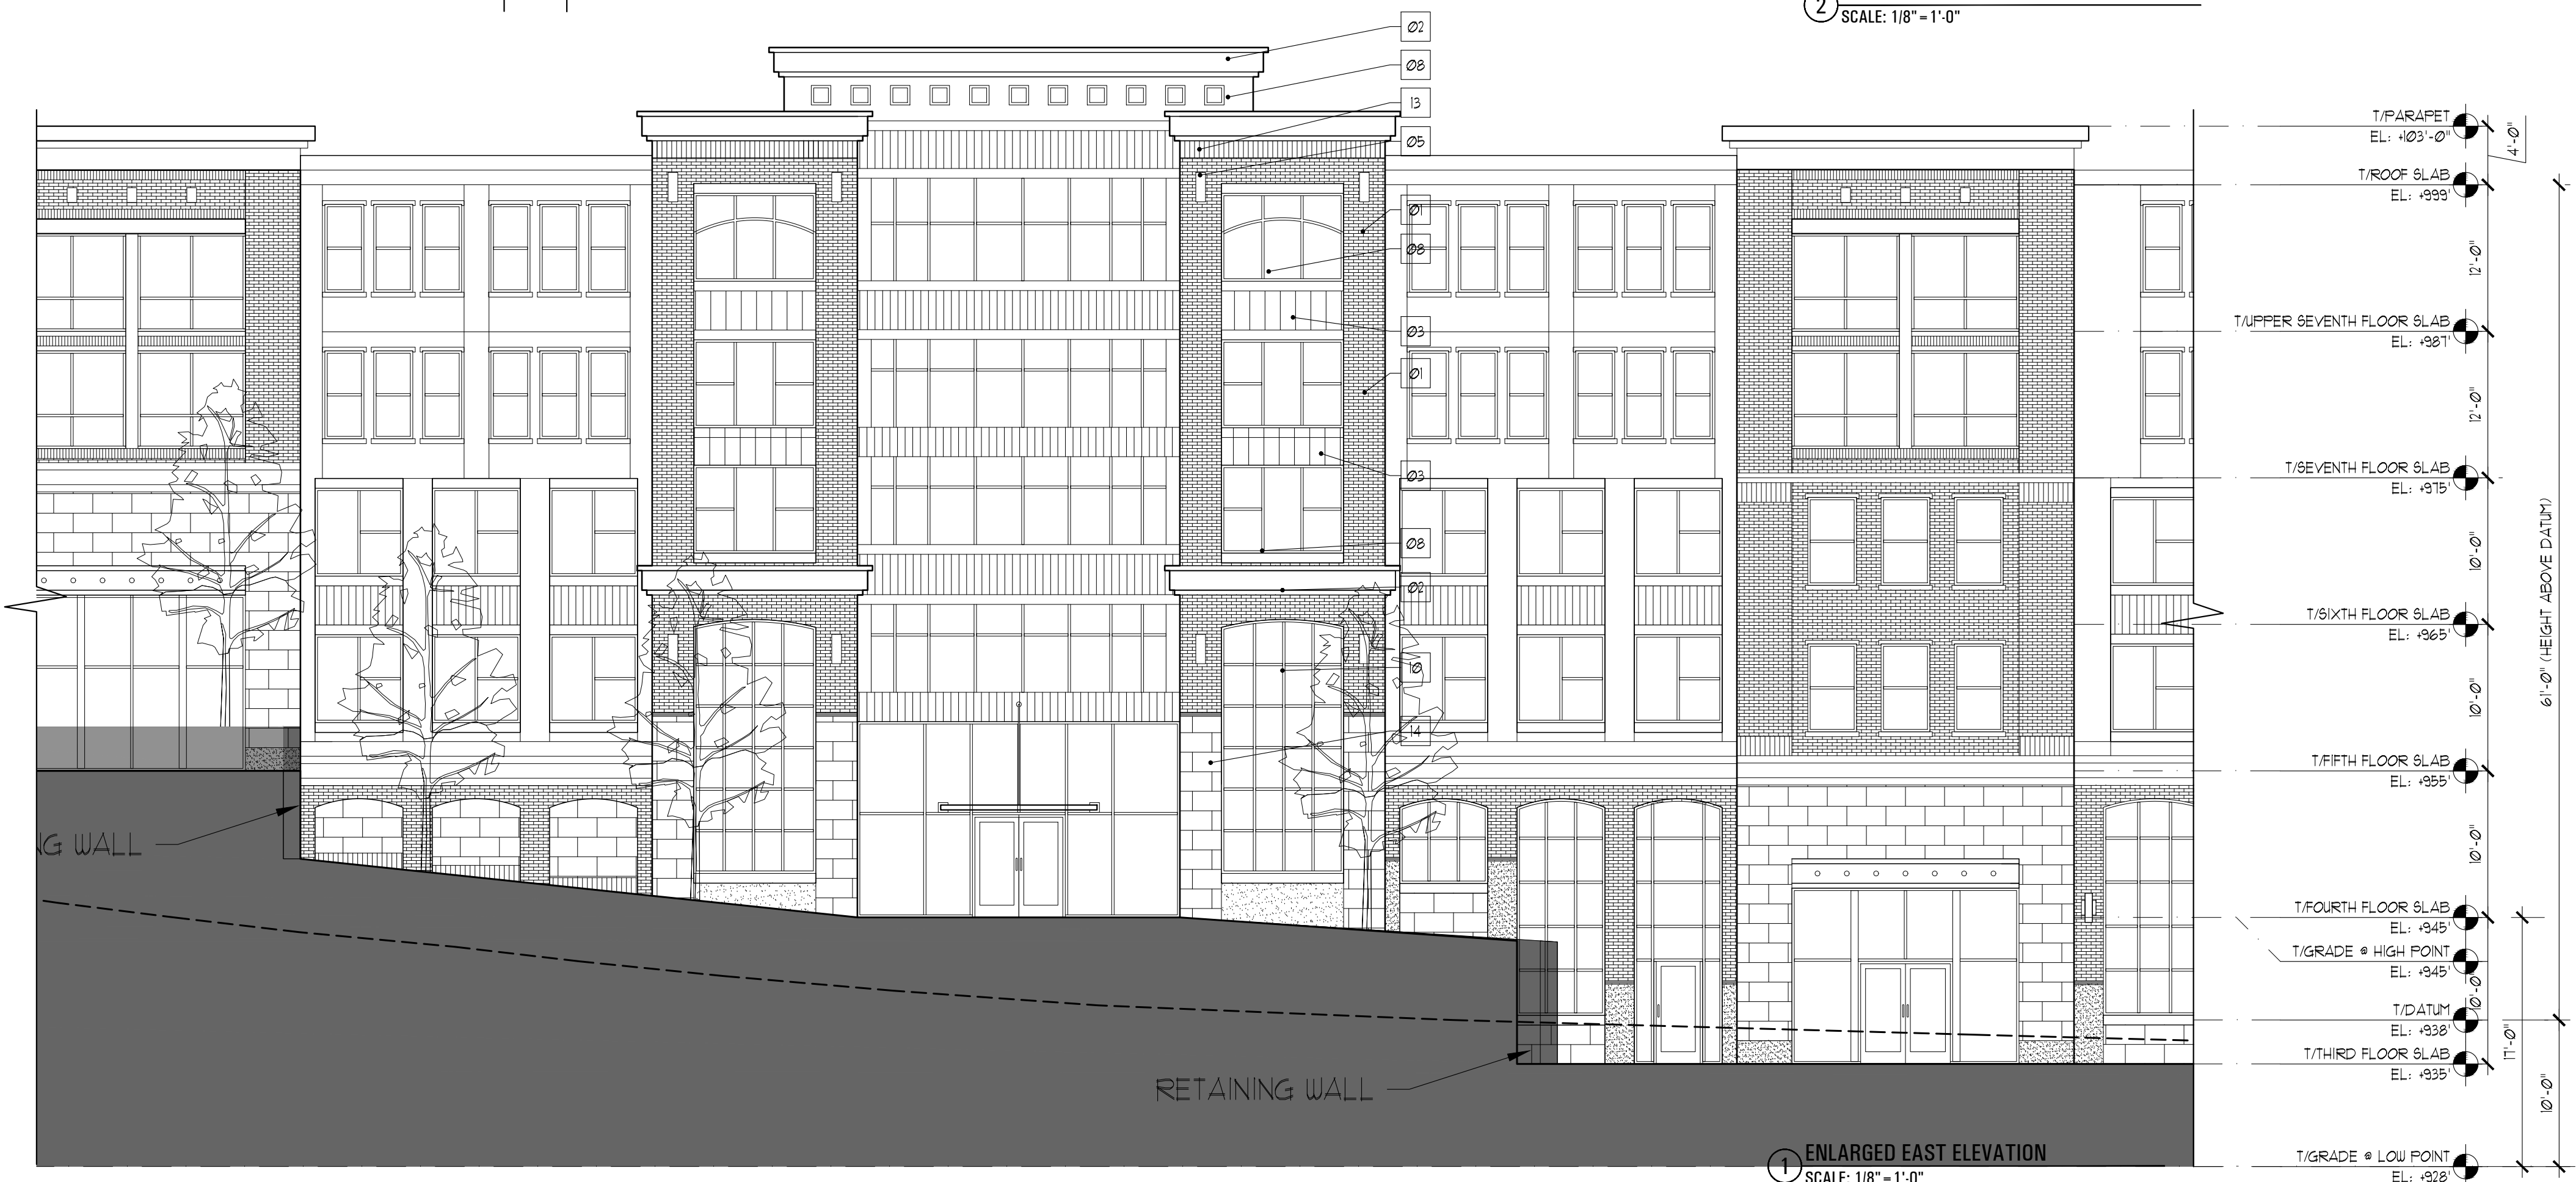 2
SCALE: 1/8" = 1'-0"
02
08
13
05
01
08
03
01
03
08
02
10
14
T/PARAPET
EL: +103'-0"
4'-0"
T/ROOF SLAB
EL: +999'
12'-0"
T/UPPER SEVENTH FLOOR SLAB
EL: +987'
12'-0"
T/SEVENTH FLOOR SLAB
EL: +975'
10'-0"
T/SIXTH FLOOR SLAB
EL: +965'
10'-0"
T/FIFTH FLOOR SLAB
EL: +955'
10'-0"
T/FOURTH FLOOR SLAB
EL: +945'
T/GRADE @ HIGH POINT
EL: +945'
10'-0"
T/DATUM
EL: +938'
T/THIRD FLOOR SLAB
EL: +935'
T/GRADE @ LOW POINT
EL: +928'
17'-0"
10'-0"
61'-0" (HEIGHT ABOVE DATUM)
NG WALL
RETAINING WALL
1
ENLARGED EAST ELEVATION
SCALE: 1/8" = 1'-0"